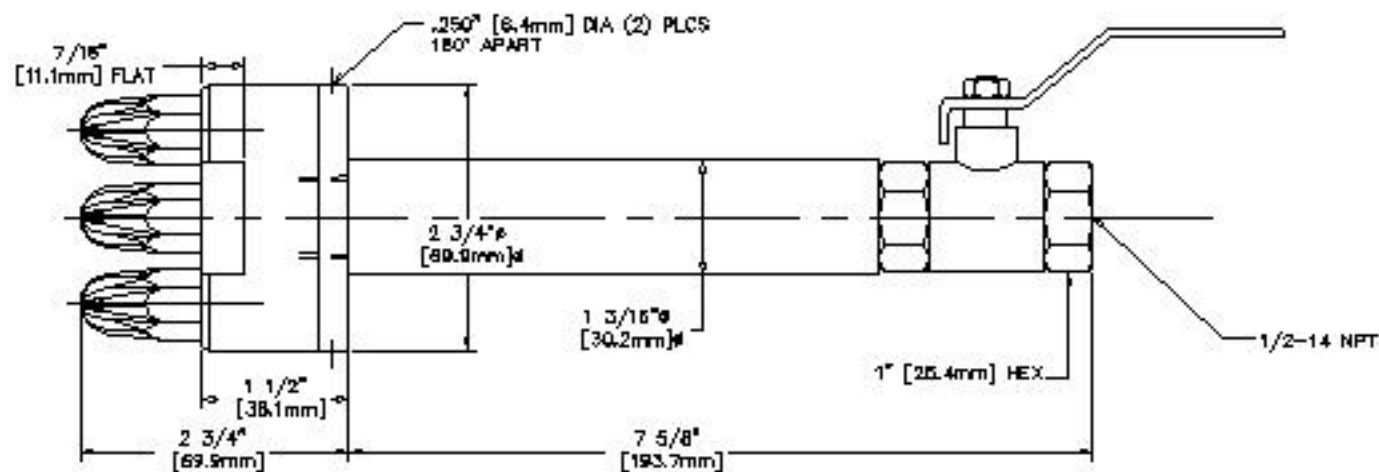 .250" [6.4mm] DIA (2) PLCS
180° APART
7/16"
[11.1mm] FLAT
2 3/4"ø
[69.9mm]ø
1 3/16"ø
[30.2mm]ø
1/2-14 NPT
1" [25.4mm] HEX
1 1/2"
[38.1mm]
2 3/4"
[69.9mm]
7 5/8"
[193.7mm]